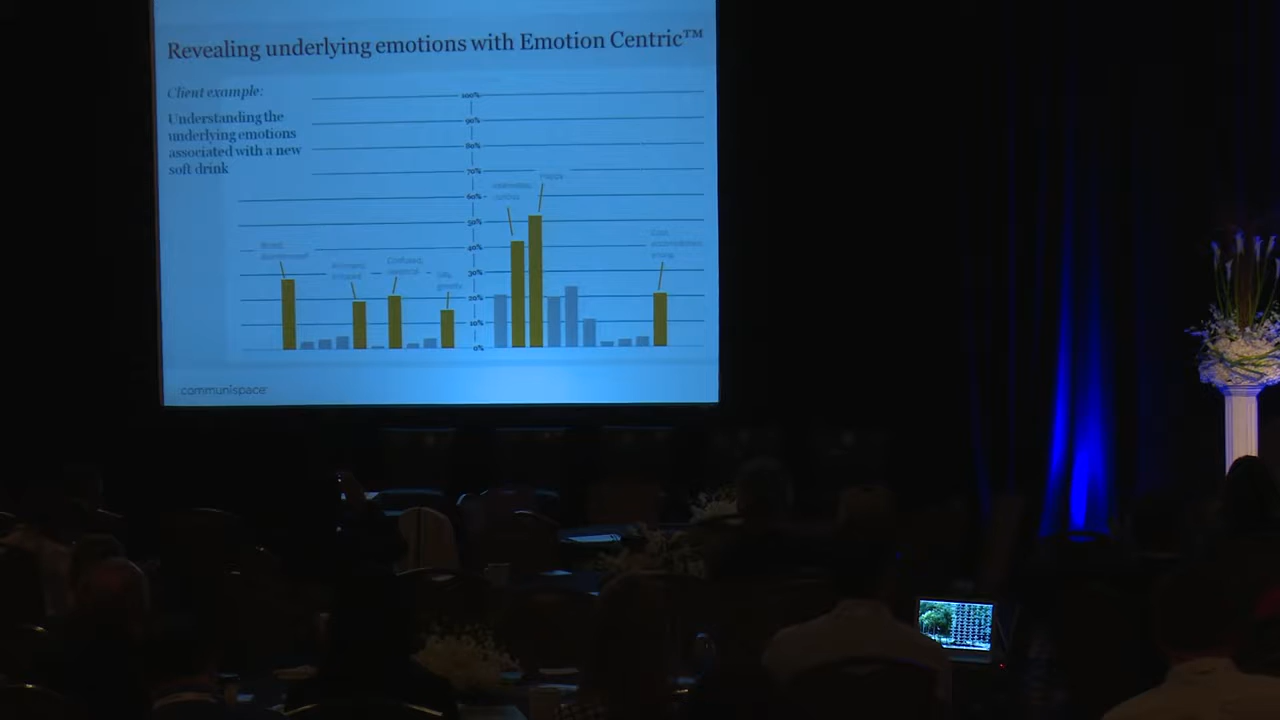 Revealing underlying emotions with Emotion Centric™
Client example:
Understanding the
underlying emotions
associated with a new
soft drink
100%
90%
80%
70%
60%
50%
40%
30%
20%
10%
0%
Happy
Confused,
communispace